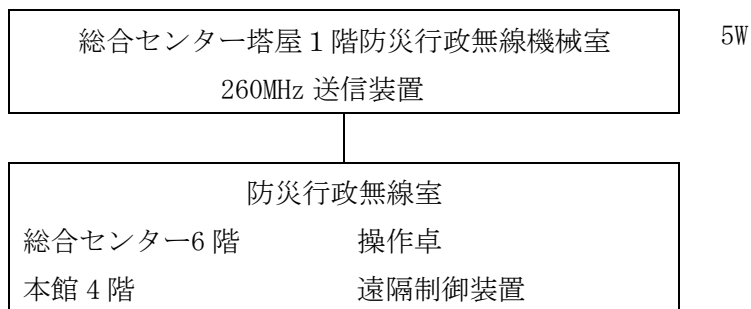 総合センター塔屋１階防災行政無線機械室 5W
260MHz 送信装置
防災行政無線室
総合センター6 階 操作卓
本館 4 階 遠隔制御装置